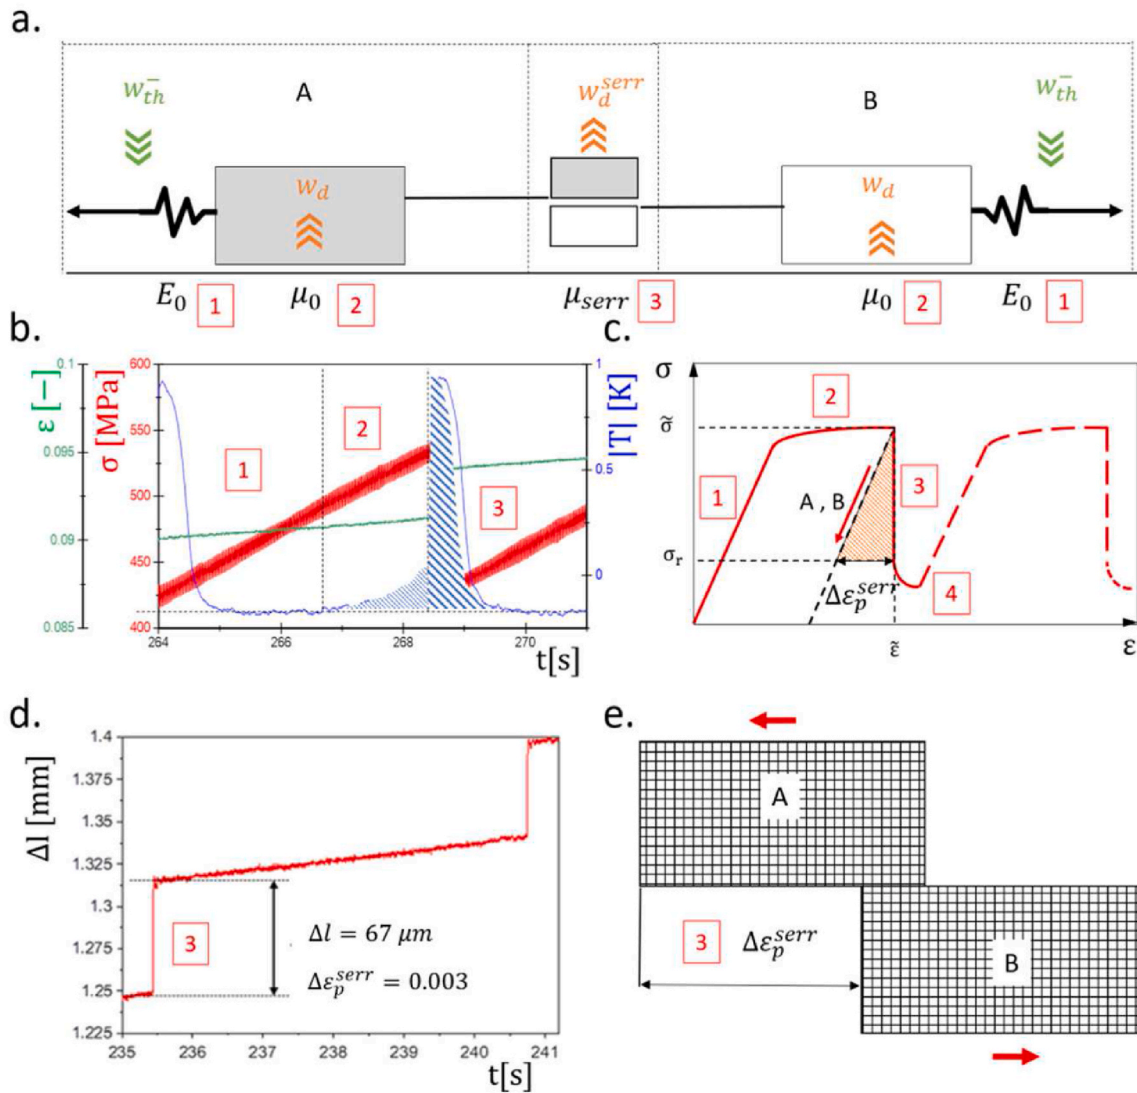 a.
w_th^- A w_d^serr B w_th^-
w_d w_d
E₀ 1 μ₀ 2 μ_serr 3 μ₀ 2 E₀ 1
b.
ε [−]
0.1
0.095
0.09
0.085
σ [MPa]
600
550
500
450
400
1
2
3
|T| [K]
1
0.5
0
264 266 268 270
t[s]
c.
σ
σ̃
σ_r
1
2
3
4
A , B
Δε_p^serr
ε̃
ε
d.
Δl [mm]
1.4
1.375
1.35
1.325
1.3
1.275
1.25
1.225
3
Δl = 67 μm
Δε_p^serr = 0.003
235 236 237 238 239 240 241
t[s]
e.
A
3 Δε_p^serr
B